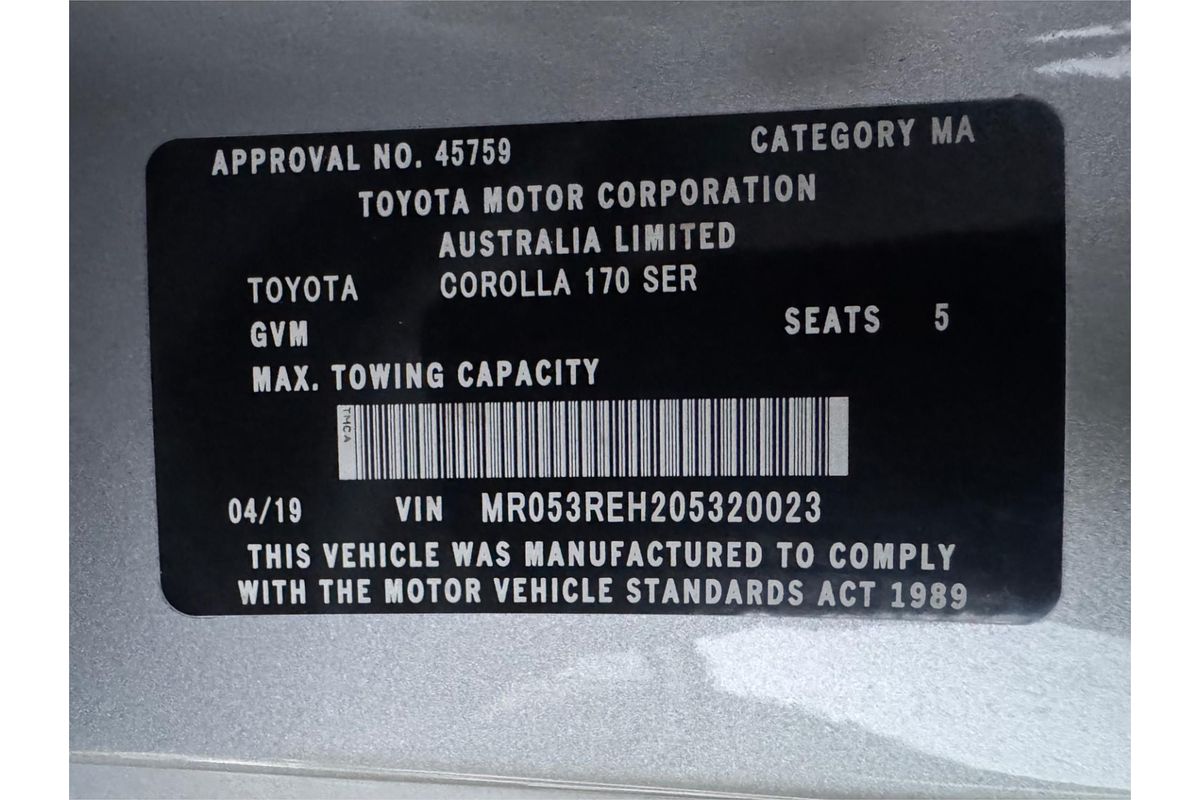 APPROVAL NO. 45759 CATEGORY MA
TOYOTA MOTOR CORPORATION
AUSTRALIA LIMITED
TOYOTA COROLLA 170 SER
GVM SEATS 5
MAX. TOWING CAPACITY
TMCA
04/19 VIN MR053REH205320023
THIS VEHICLE WAS MANUFACTURED TO COMPLY
WITH THE MOTOR VEHICLE STANDARDS ACT 1989